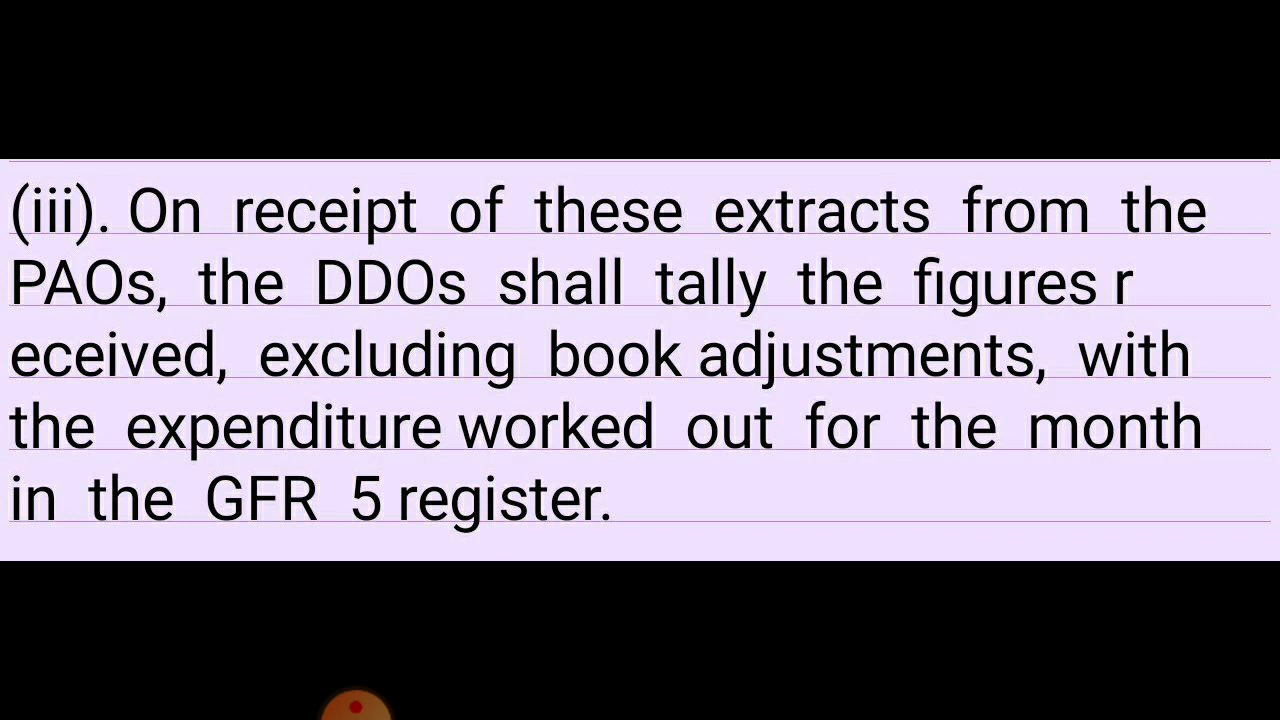 (iii). On receipt of these extracts from the
PAOs, the DDOs shall tally the figures r
eceived, excluding book adjustments, with
the expenditure worked out for the month
in the GFR 5 register.